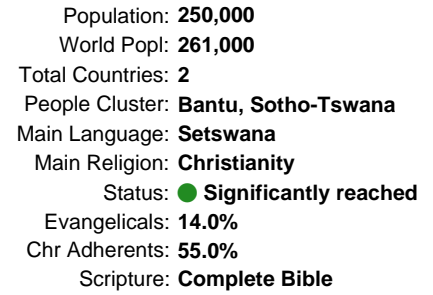 Population: 250,000
World Popl: 261,000
Total Countries: 2
People Cluster: Bantu, Sotho-Tswana
Main Language: Setswana
Main Religion: Christianity
Status: Significantly reached
Evangelicals: 14.0%
Chr Adherents: 55.0%
Scripture: Complete Bible